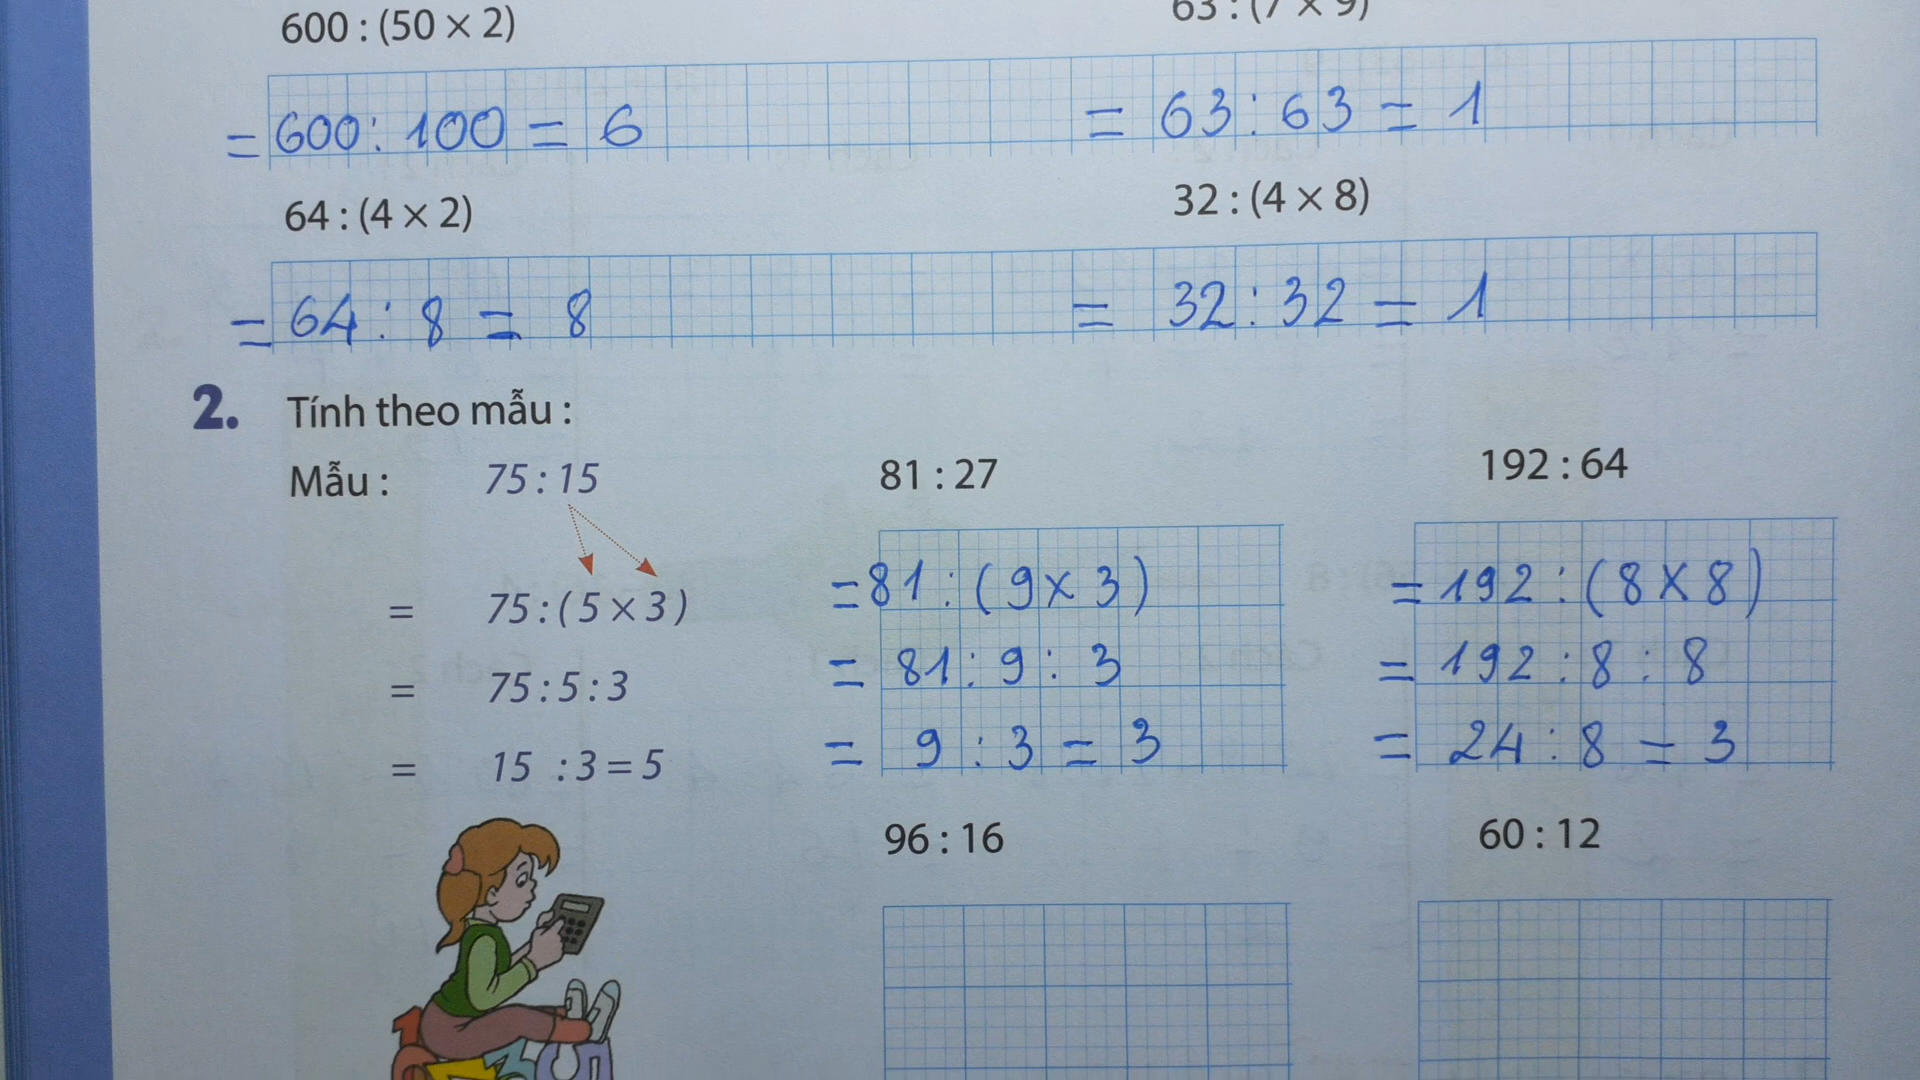 600 : (50 × 2) 63 : (7 × 9)
= 600 : 100 = 6 = 63 : 63 = 1
64 : (4 × 2) 32 : (4 × 8)
= 64 : 8 = 8 = 32 : 32 = 1
2. Tính theo mẫu :
Mẫu : 75 : 15 81 : 27 192 : 64
= 75 : ( 5 × 3 ) = 81 : ( 9 × 3 ) = 192 : ( 8 × 8 )
= 75 : 5 : 3 = 81 : 9 : 3 = 192 : 8 : 8
= 15 : 3 = 5 = 9 : 3 = 3 = 24 : 8 = 3
96 : 16 60 : 12